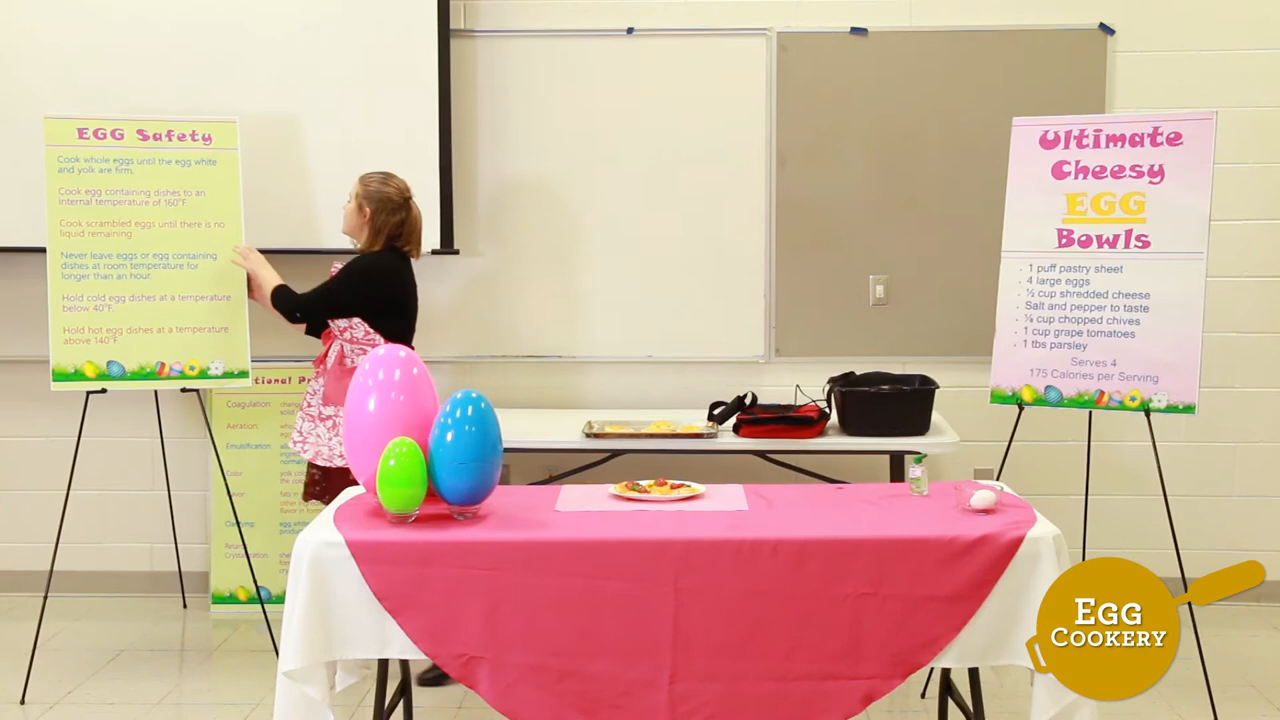 EGG Safety
Cook whole eggs until the egg white
and yolk are firm.
Cook egg containing dishes to an
internal temperature of 160°F.
Cook scrambled eggs until there is no
liquid remaining.
Never leave eggs or egg containing
dishes at room temperature for
longer than an hour.
Hold cold egg dishes at a temperature
below 40°F.
Hold hot egg dishes at a temperature
above 140°F.
Coagulation:
Aeration:
Emulsification:
Color:
Clarifying:
Crystalization:
Ultimate
Cheesy
EGG
Bowls
· 1 puff pastry sheet
· 4 large eggs
· ½ cup shredded cheese
· Salt and pepper to taste
· ⅛ cup chopped chives
· 1 cup grape tomatoes
· 1 tbs parsley
Serves 4
175 Calories per Serving
EGG
COOKERY